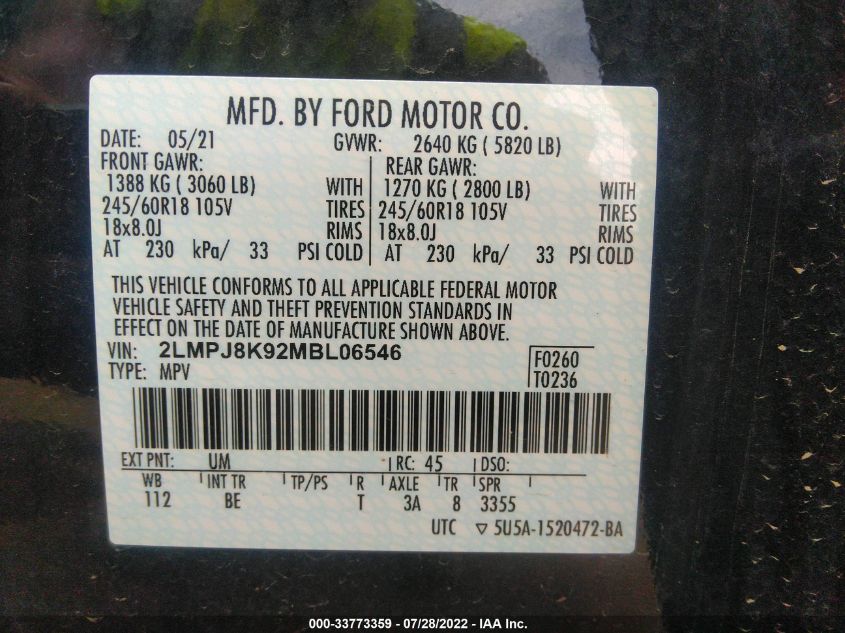 MFD. BY FORD MOTOR CO.
DATE: 05/21 GVWR: 2640 KG ( 5820 LB)
FRONT GAWR: REAR GAWR:
1388 KG ( 3060 LB) WITH 1270 KG ( 2800 LB) WITH
245/60R18 105V TIRES 245/60R18 105V TIRES
18x8.0J RIMS 18x8.0J RIMS
AT 230 kPa/ 33 PSI COLD AT 230 kPa/ 33 PSI COLD
THIS VEHICLE CONFORMS TO ALL APPLICABLE FEDERAL MOTOR
VEHICLE SAFETY AND THEFT PREVENTION STANDARDS IN
EFFECT ON THE DATE OF MANUFACTURE SHOWN ABOVE.
VIN: 2LMPJ8K92MBL06546 F0260
TYPE: MPV T0236
EXT PNT: UM RC: 45 DSO:
WB INT TR TP/PS R AXLE TR SPR
112 BE T 3A 8 3355
UTC ▽ 5U5A-1520472-BA
000-33773359 - 07/28/2022 - IAA Inc.